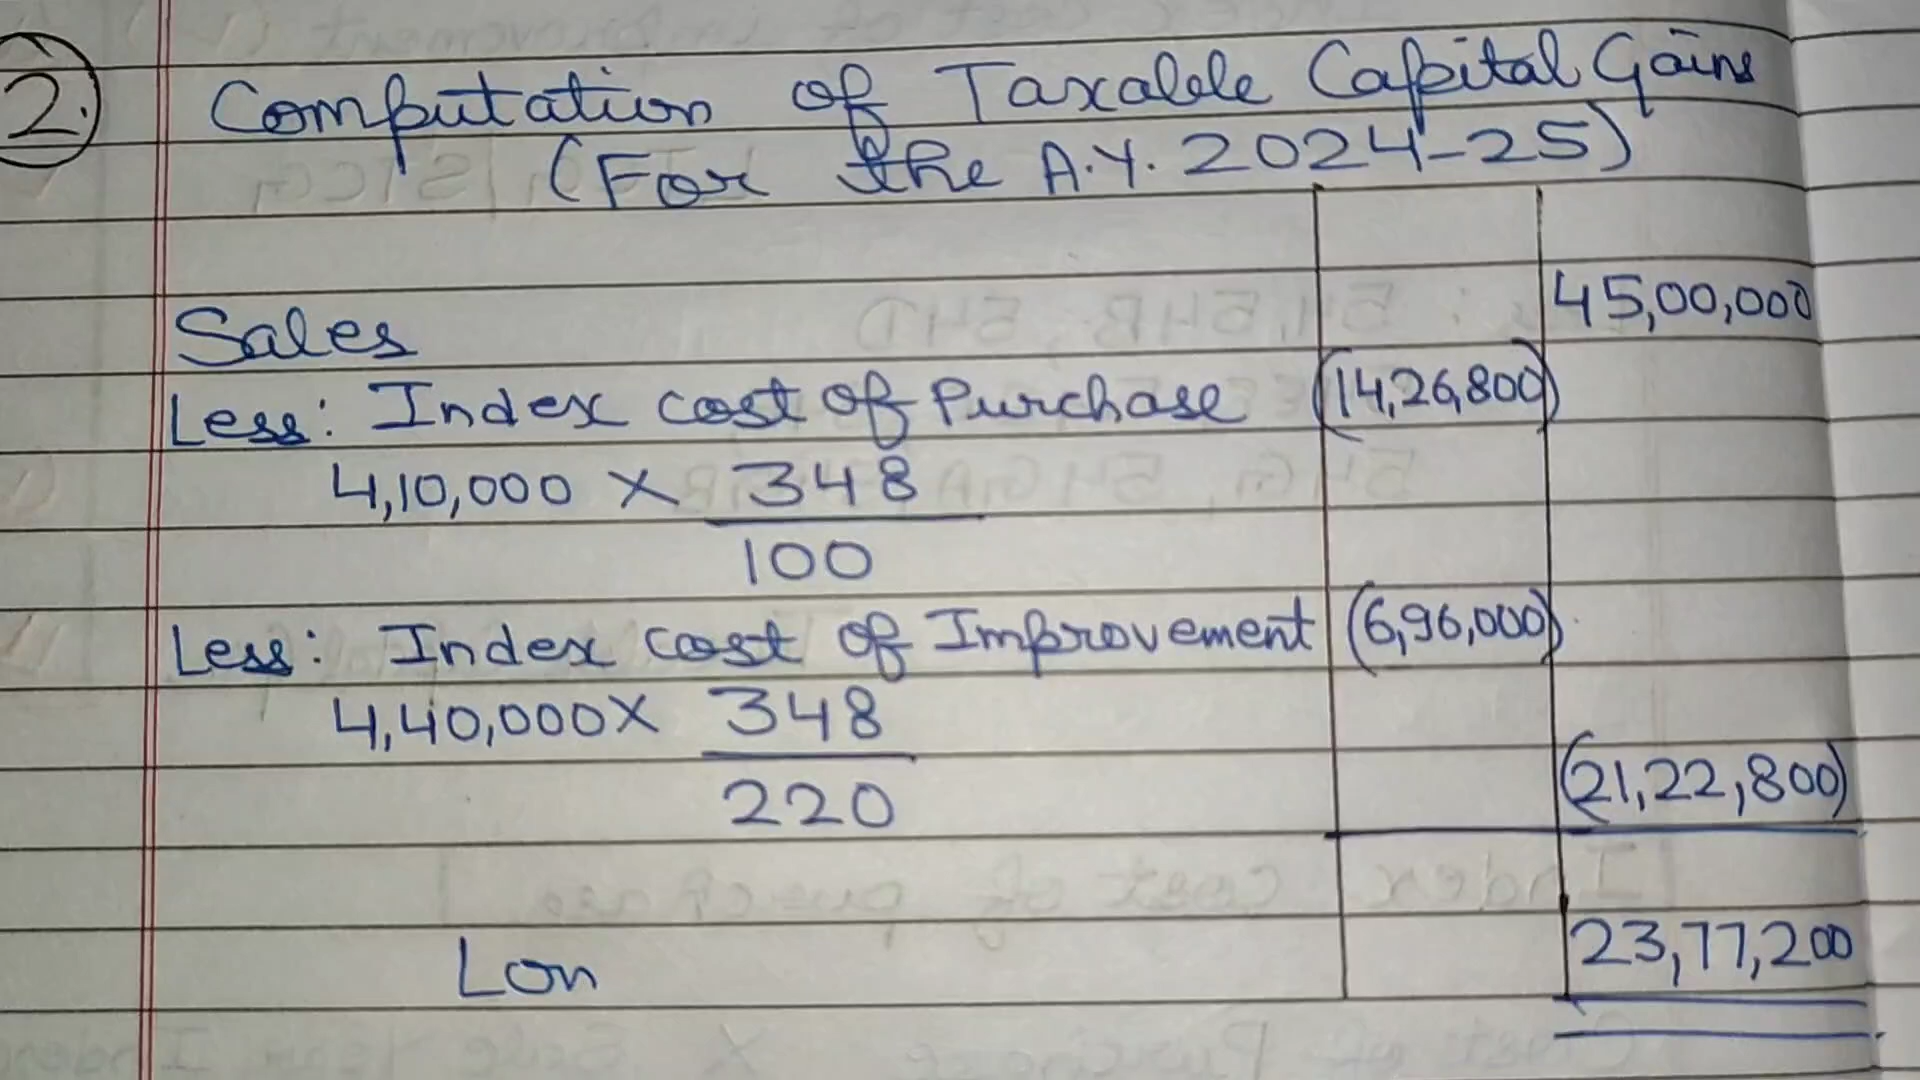 2. Computation of Taxable Capital Gains
(For the A.Y. 2024-25)
Sales 45,00,000
Less: Index cost of Purchase (14,26,800)
4,10,000 × 348
100
Less: Index cost of Improvement (6,96,000)
4,40,000 × 348
220
(21,22,800)
Lon 23,77,200